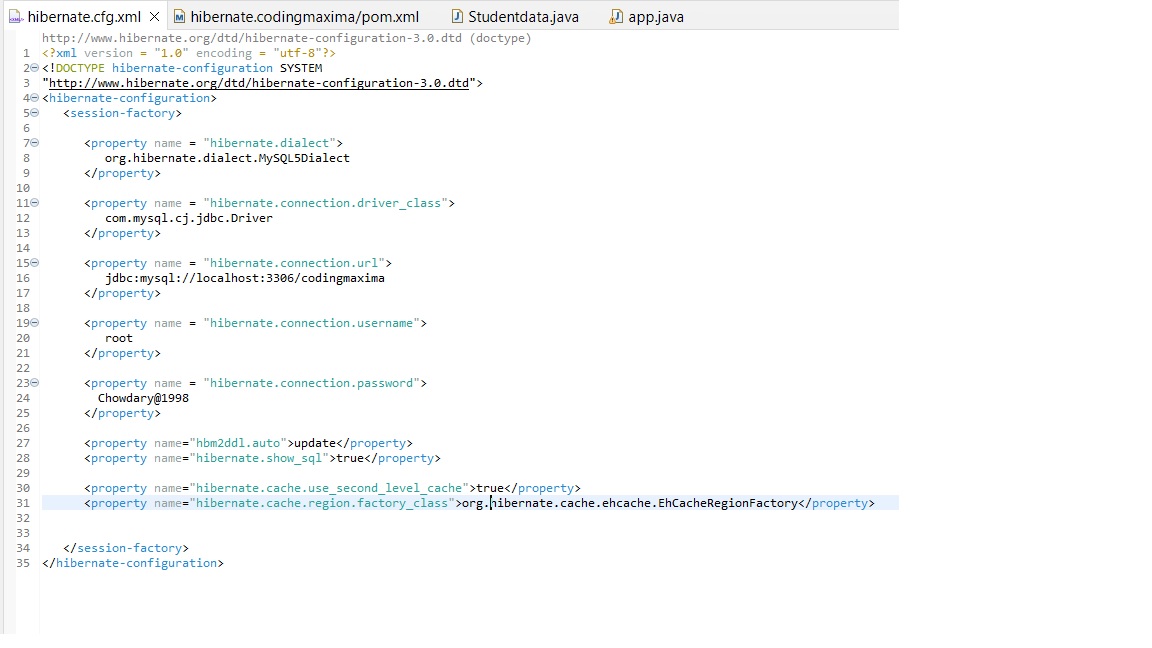 hibernate.cfg.xml hibernate.codingmaxima/pom.xml Studentdata.java app.java
http://www.hibernate.org/dtd/hibernate-configuration-3.0.dtd (doctype)
1 <?xml version = "1.0" encoding = "utf-8"?>
2 <!DOCTYPE hibernate-configuration SYSTEM
3 "http://www.hibernate.org/dtd/hibernate-configuration-3.0.dtd">
4 <hibernate-configuration>
5 <session-factory>
6
7 <property name = "hibernate.dialect">
8 org.hibernate.dialect.MySQL5Dialect
9 </property>
10
11 <property name = "hibernate.connection.driver_class">
12 com.mysql.cj.jdbc.Driver
13 </property>
14
15 <property name = "hibernate.connection.url">
16 jdbc:mysql://localhost:3306/codingmaxima
17 </property>
18
19 <property name = "hibernate.connection.username">
20 root
21 </property>
22
23 <property name = "hibernate.connection.password">
24 Chowdary@1998
25 </property>
26
27 <property name="hbm2ddl.auto">update</property>
28 <property name="hibernate.show_sql">true</property>
29
30 <property name="hibernate.cache.use_second_level_cache">true</property>
31 <property name="hibernate.cache.region.factory_class">org.hibernate.cache.ehcache.EhCacheRegionFactory</property>
32
33
34 </session-factory>
35 </hibernate-configuration>